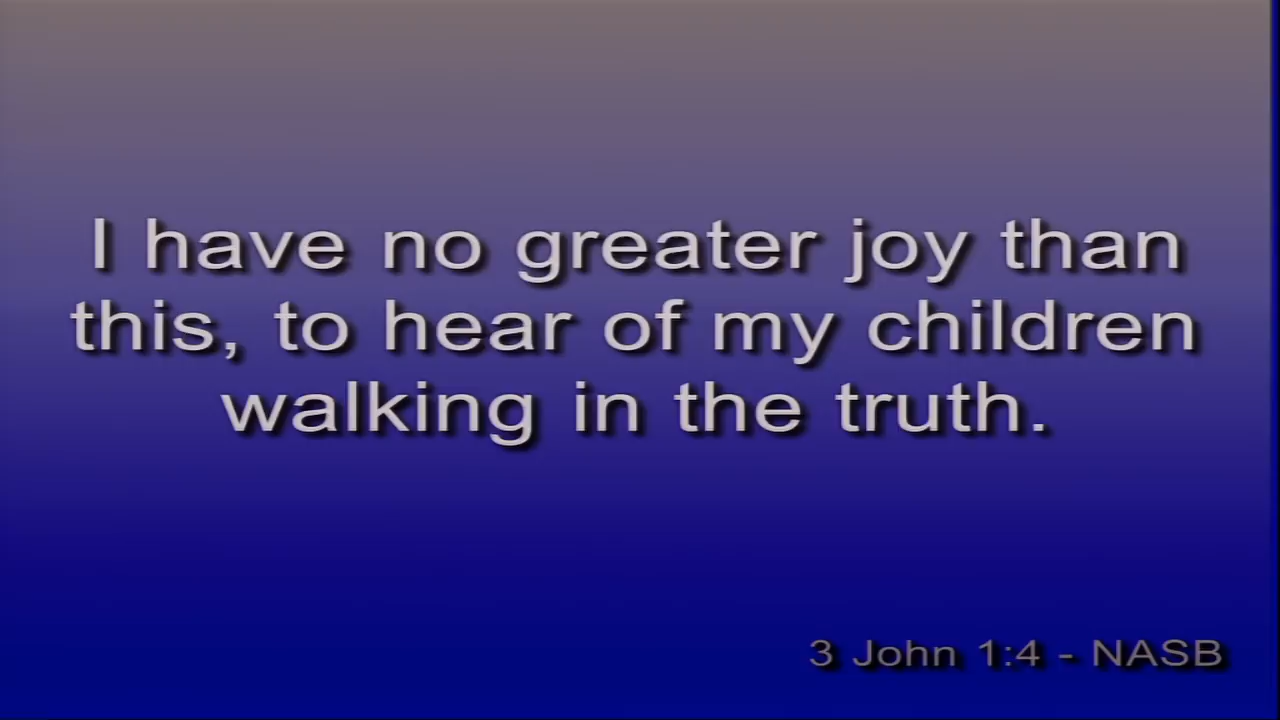 I have no greater joy than
this, to hear of my children
walking in the truth.
3 John 1:4 - NASB